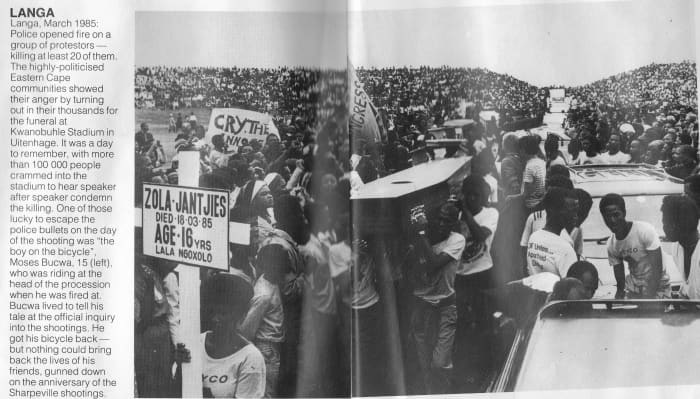 LANGA
Langa, March 1985:
Police opened fire on a
group of protestors —
killing at least 20 of them.
The highly-politicised
Eastern Cape
communities showed
their anger by turning
out in their thousands for
the funeral at
Kwanobuhle Stadium in
Uitenhage. It was a day
to remember, with more
than 100 000 people
crammed into the
stadium to hear speaker
after speaker condemn
the killing. One of those
lucky to escape the
police bullets on the day
of the shooting was "the
boy on the bicycle",
Moses Bucwa, 15 (left),
who was riding at the
head of the procession
when he was fired at.
Bucwa lived to tell his
tale at the official inquiry
into the shootings. He
got his bicycle back —
but nothing could bring
back the lives of his
friends, gunned down
on the anniversary of the
Sharpeville shootings.
CRY THE
ZOLA·JANTJIES
DIED·18·03·85
AGE·16 YRS
LALA NGOXOLO
YCO
GRESS
Union
YCO